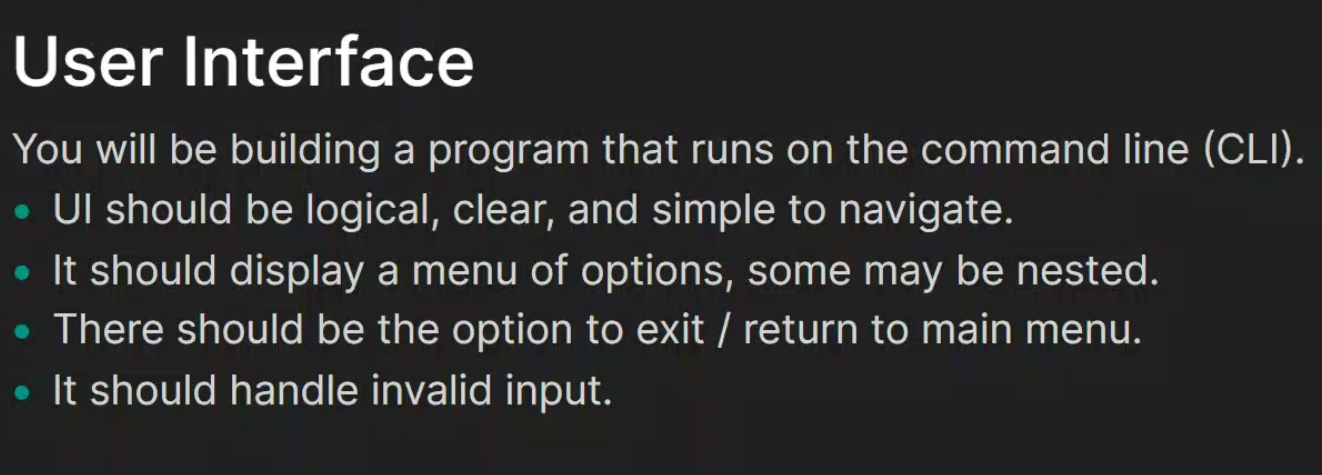 User Interface
You will be building a program that runs on the command line (CLI).
• UI should be logical, clear, and simple to navigate.
• It should display a menu of options, some may be nested.
• There should be the option to exit / return to main menu.
• It should handle invalid input.